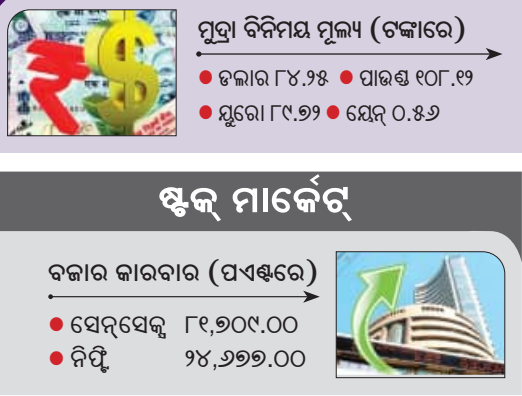 ମୁଦ୍ରା ବିନିମୟ ମୂଲ୍ୟ (ଟଙ୍କାରେ)
● ଡଲାର ୮୪.୨୫ ● ପାଉଣ୍ଡ ୧୦୮.୧୨
● ୟୁରୋ ୮୯.୭୨ ● ୟେନ୍ ୦.୫୬
ଷ୍ଟକ୍ ମାର୍କେଟ୍
ବଜାର କାରବାର (ପଏଣ୍ଟରେ)
● ସେନ୍‌ସେକ୍ସ ୮୧,୭୦୯.୦୦
● ନିଫ୍ଟି ୨୪,୬୭୭.୦୦